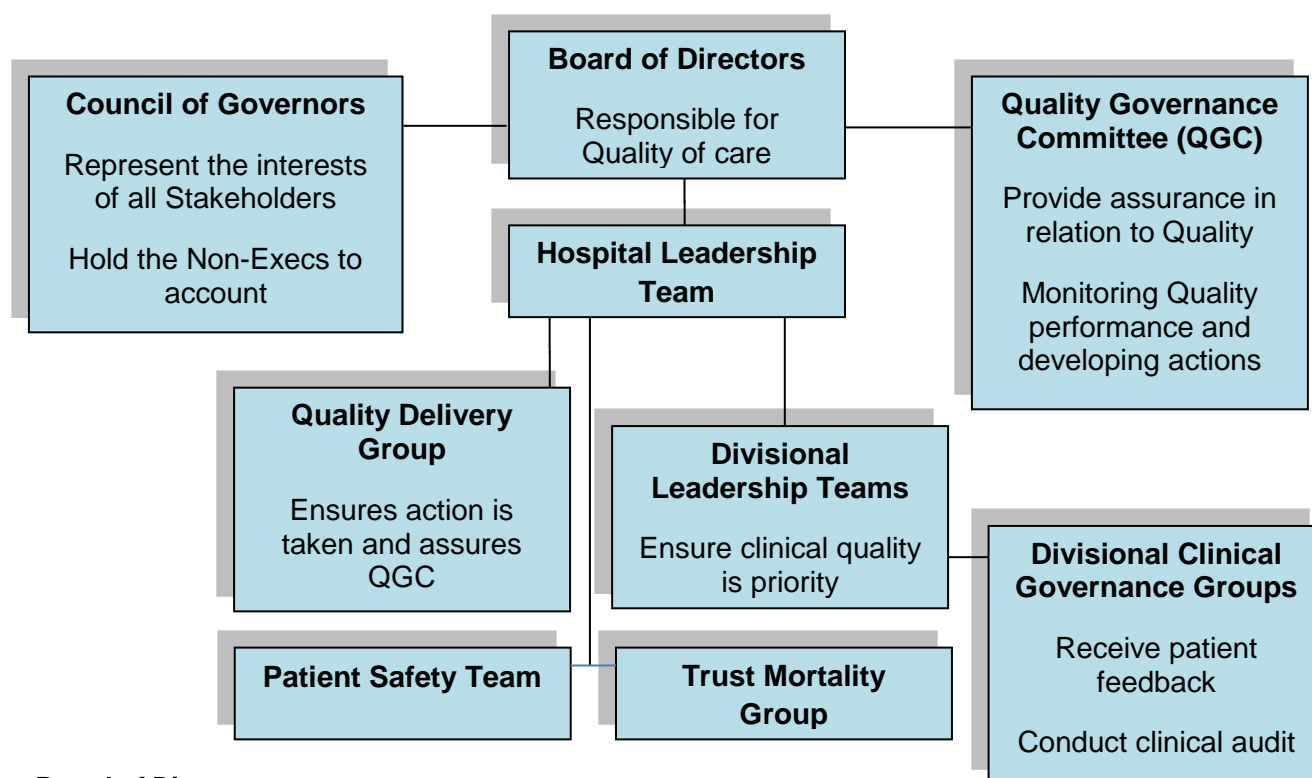 Board of Directors
Responsible for
Quality of care
Council of Governors
Represent the interests
of all Stakeholders
Hold the Non-Execs to
account
Quality Governance
Committee (QGC)
Provide assurance in
relation to Quality
Monitoring Quality
performance and
developing actions
Hospital Leadership
Team
Quality Delivery
Group
Ensures action is
taken and assures
QGC
Divisional
Leadership Teams
Ensure clinical quality
is priority
Divisional Clinical
Governance Groups
Receive patient
feedback
Conduct clinical audit
Patient Safety Team
Trust Mortality
Group